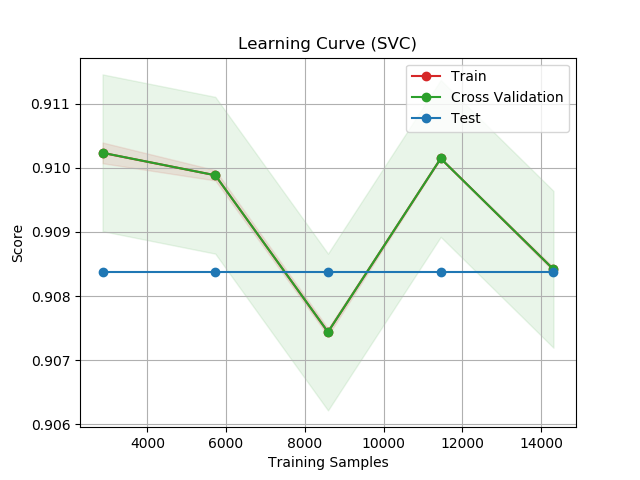 Learning Curve (SVC)
Train
Cross Validation
Test
0.911
0.910
0.909
0.908
0.907
0.906
Score
4000 6000 8000 10000 12000 14000
Training Samples